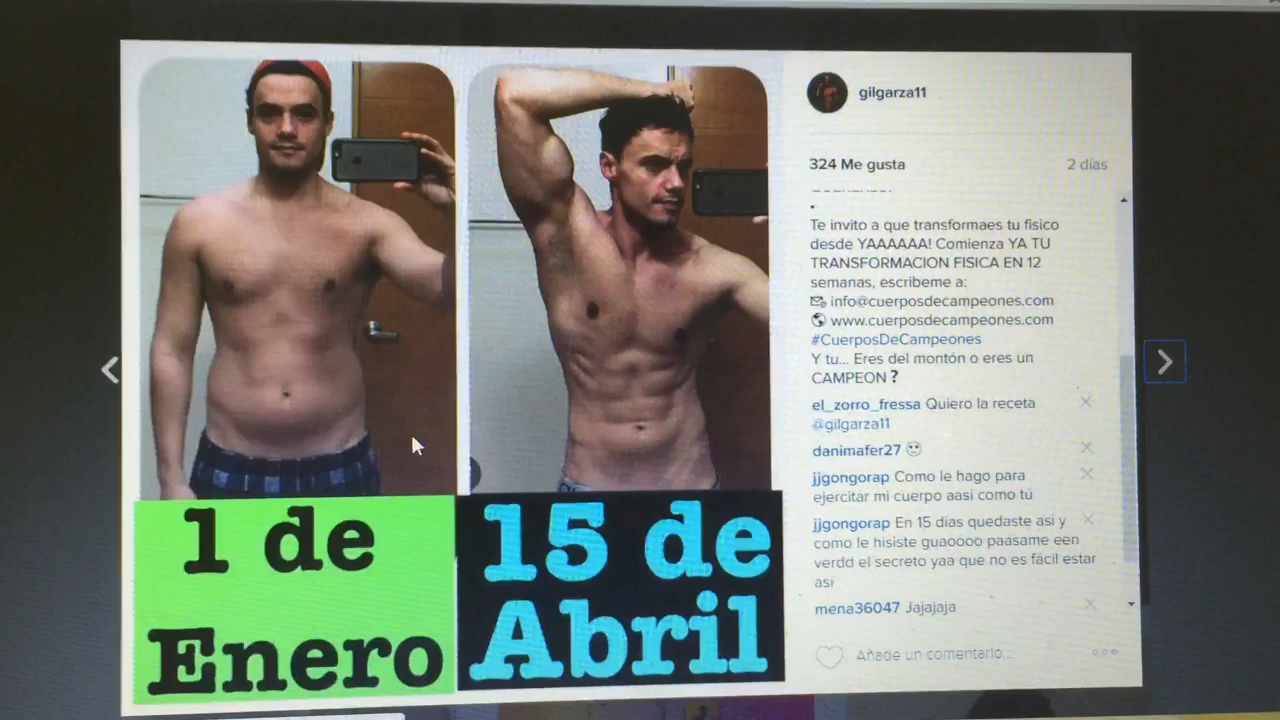 1 de
Enero
15 de
Abril
gilgarza11
324 Me gusta
2 días
Te invito a que transformaes tu fisico
desde YAAAAAA! Comienza YA TU
TRANSFORMACION FISICA EN 12
semanas, escribeme a:
info@cuerposdecampeones.com
www.cuerposdecampeones.com
#CuerposDeCampeones
Y tu... Eres del montón o eres un
CAMPEON ?
el_zorro_fressa Quiero la receta
@gilgarza11
danimafer27
jjgongorap Como le hago para
ejercitar mi cuerpo aasi como tú
jjgongorap En 15 días quedaste asi y
como le hisiste guaoooo paasame een
verdd el secreto yaa que no es fácil estar
asi
mena36047 Jajajaja
Añade un comentario...